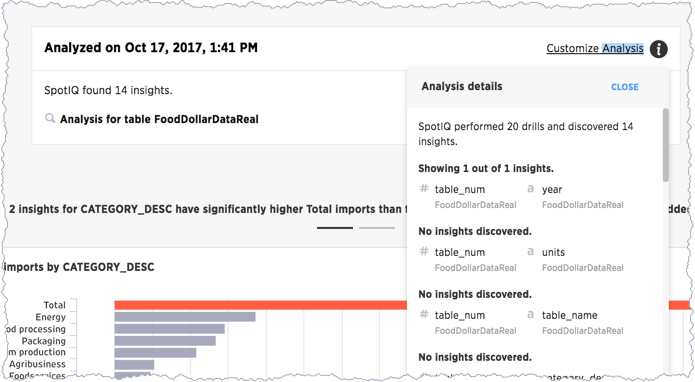 Analyzed on Oct 17, 2017, 1:41 PM
Customize Analysis
SpotIQ found 14 insights.
Analysis for table FoodDollarDataReal
Analysis details
CLOSE
SpotIQ performed 20 drills and discovered 14
insights.
Showing 1 out of 1 insights.
# table_num a year
FoodDollarDataReal FoodDollarDataReal
No insights discovered.
# table_num a units
FoodDollarDataReal FoodDollarDataReal
No insights discovered.
# table_num a table_name
FoodDollarDataReal FoodDollarDataReal
No insights discovered.
2 insights for CATEGORY_DESC have significantly higher Total imports than
imports by CATEGORY_DESC
Total
Energy
processing
Packaging
production
Agribusiness
Foodservices